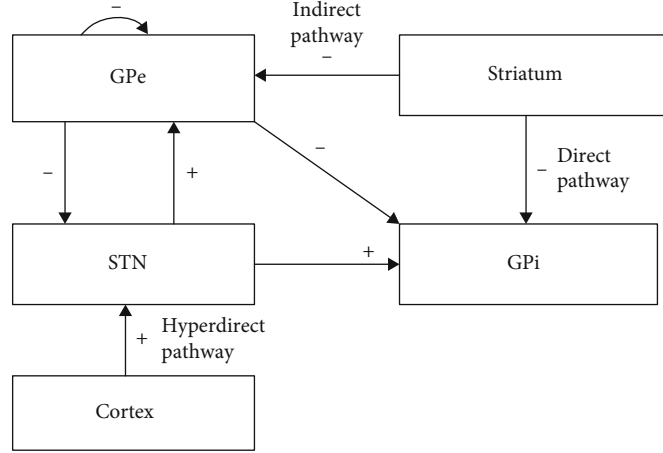 −
Indirect
pathway
−
GPe
Striatum
−
+
−
− Direct
pathway
STN
+
GPi
+ Hyperdirect
pathway
Cortex